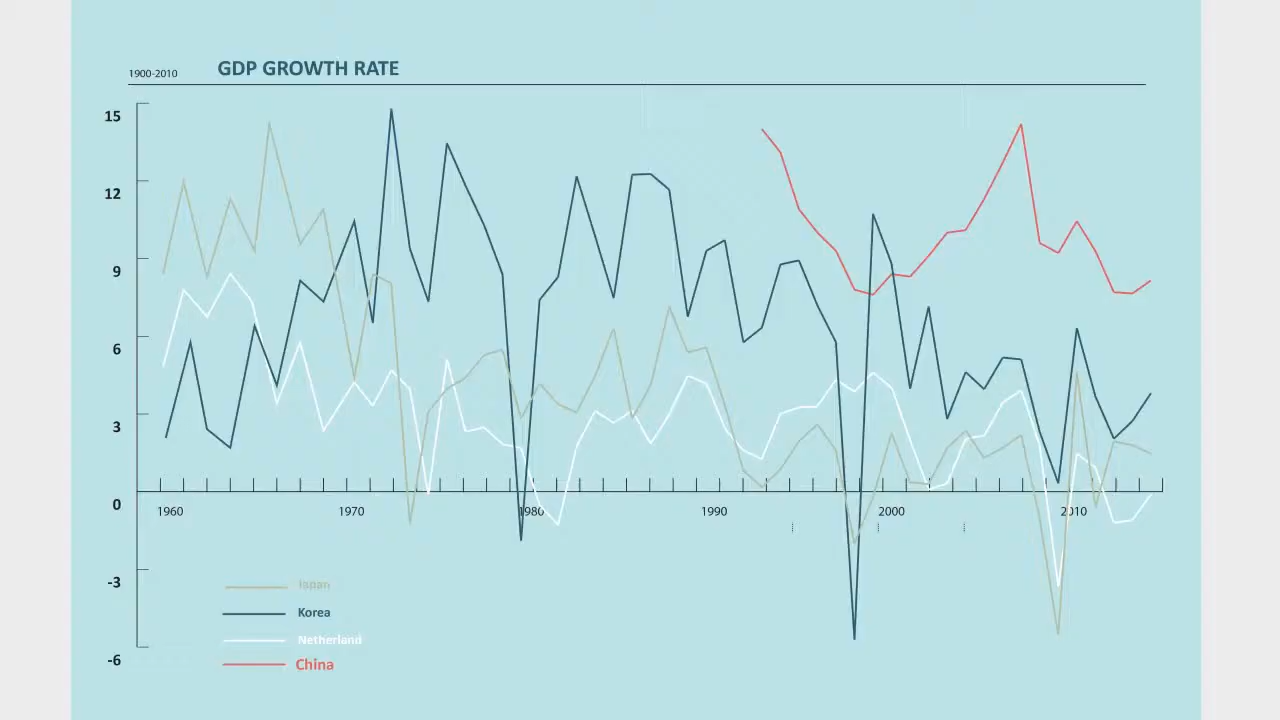 1900-2010 GDP GROWTH RATE
15
12
9
6
3
0
1960 1970 1980 1990 2000 2010
-3
-6
Japan
Korea
Netherland
China